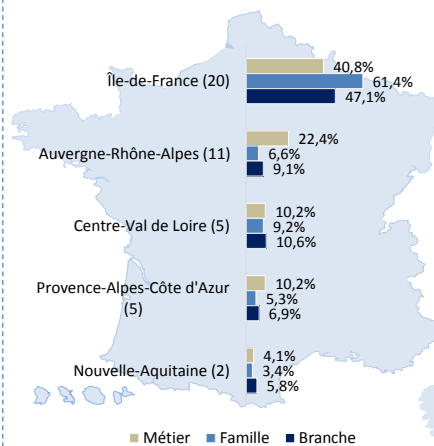 Île-de-France (20)
40,8%
61,4%
47,1%
Auvergne-Rhône-Alpes (11)
22,4%
6,6%
9,1%
Centre-Val de Loire (5)
10,2%
9,2%
10,6%
Provence-Alpes-Côte d'Azur
(5)
10,2%
5,3%
6,9%
Nouvelle-Aquitaine (2)
4,1%
3,4%
5,8%
Métier Famille Branche